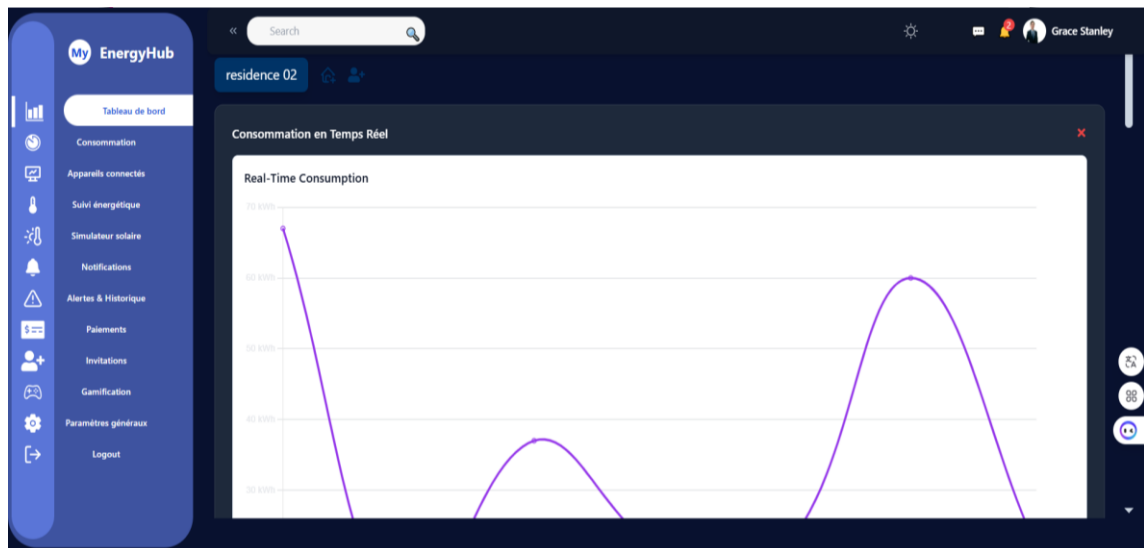 My EnergyHub
Tableau de bord
Consommation
Appareils connectés
Suivi énergétique
Simulateur solaire
Notifications
Alertes & Historique
Paiements
Invitations
Gamification
Paramètres généraux
Logout
«
Search
2
Grace Stanley
residence 02
Consommation en Temps Réel
Real-Time Consumption
70 kWh
60 kWh
50 kWh
40 kWh
30 kWh